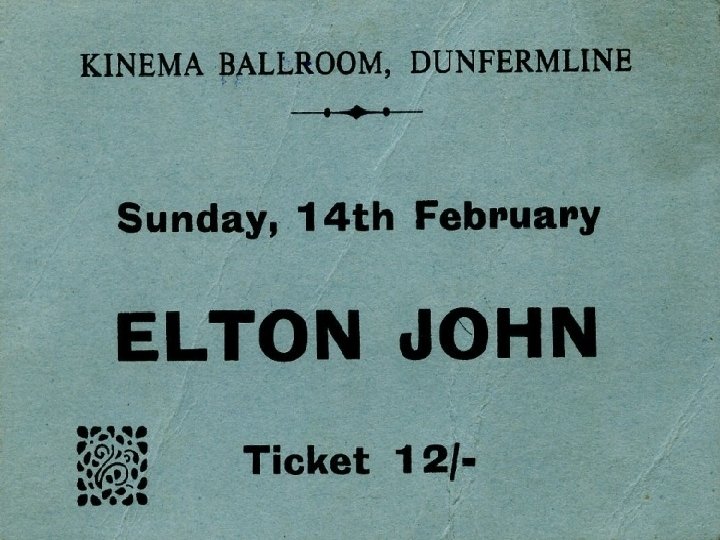 KINEMA BALLROOM, DUNFERMLINE
Sunday, 14th February
ELTON JOHN
Ticket 12/-